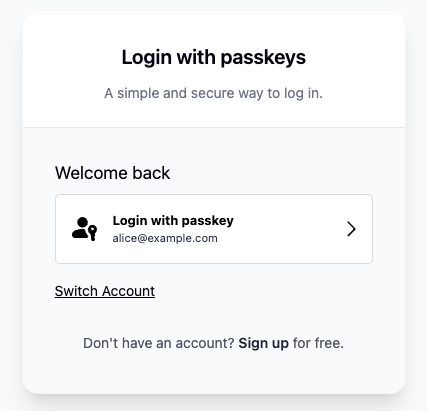 Login with passkeys
A simple and secure way to log in.
Welcome back
Login with passkey
alice@example.com
Switch Account
Don't have an account? Sign up for free.